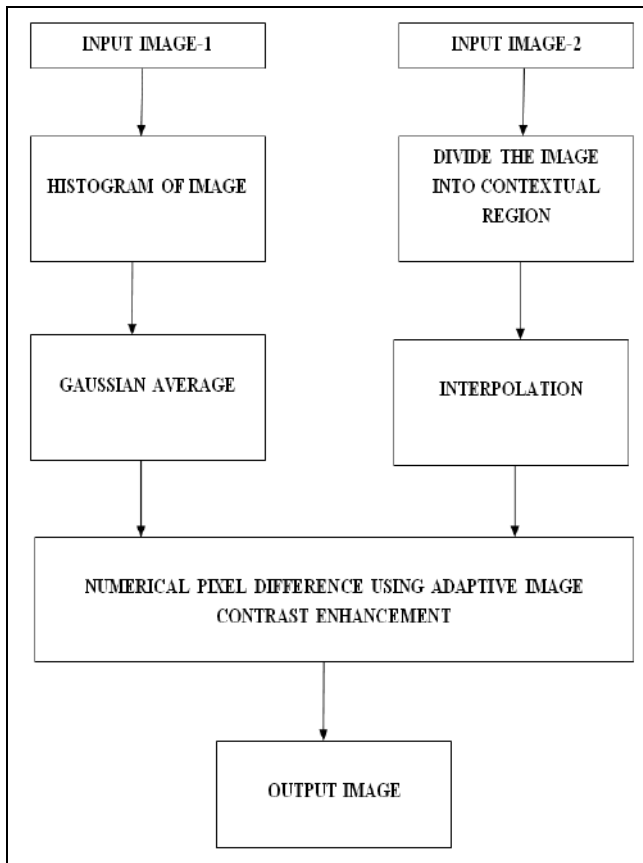 INPUT IMAGE-1
INPUT IMAGE-2
HISTOGRAM OF IMAGE
DIVIDE THE IMAGE
INTO CONTEXTUAL
REGION
GAUSSIAN AVERAGE
INTERPOLATION
NUMERICAL PIXEL DIFFERENCE USING ADAPTIVE IMAGE
CONTRAST ENHANCEMENT
OUTPUT IMAGE